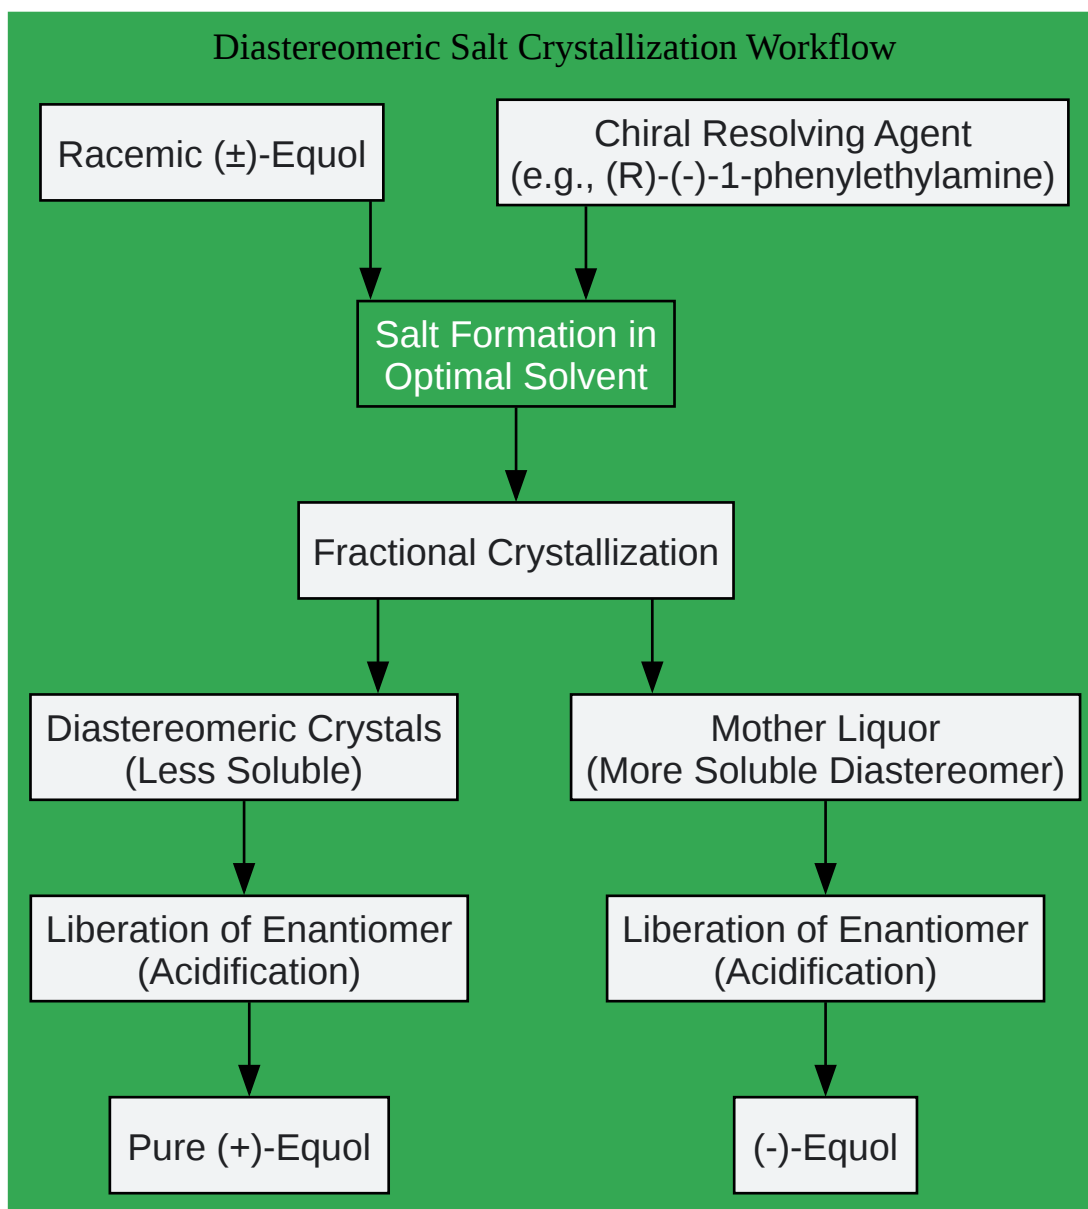 Diastereomeric Salt Crystallization Workflow
Racemic (±)-Equol
Chiral Resolving Agent
(e.g., (R)-(-)-1-phenylethylamine)
Salt Formation in
Optimal Solvent
Fractional Crystallization
Diastereomeric Crystals
(Less Soluble)
Mother Liquor
(More Soluble Diastereomer)
Liberation of Enantiomer
(Acidification)
Liberation of Enantiomer
(Acidification)
Pure (+)-Equol
(-)-Equol